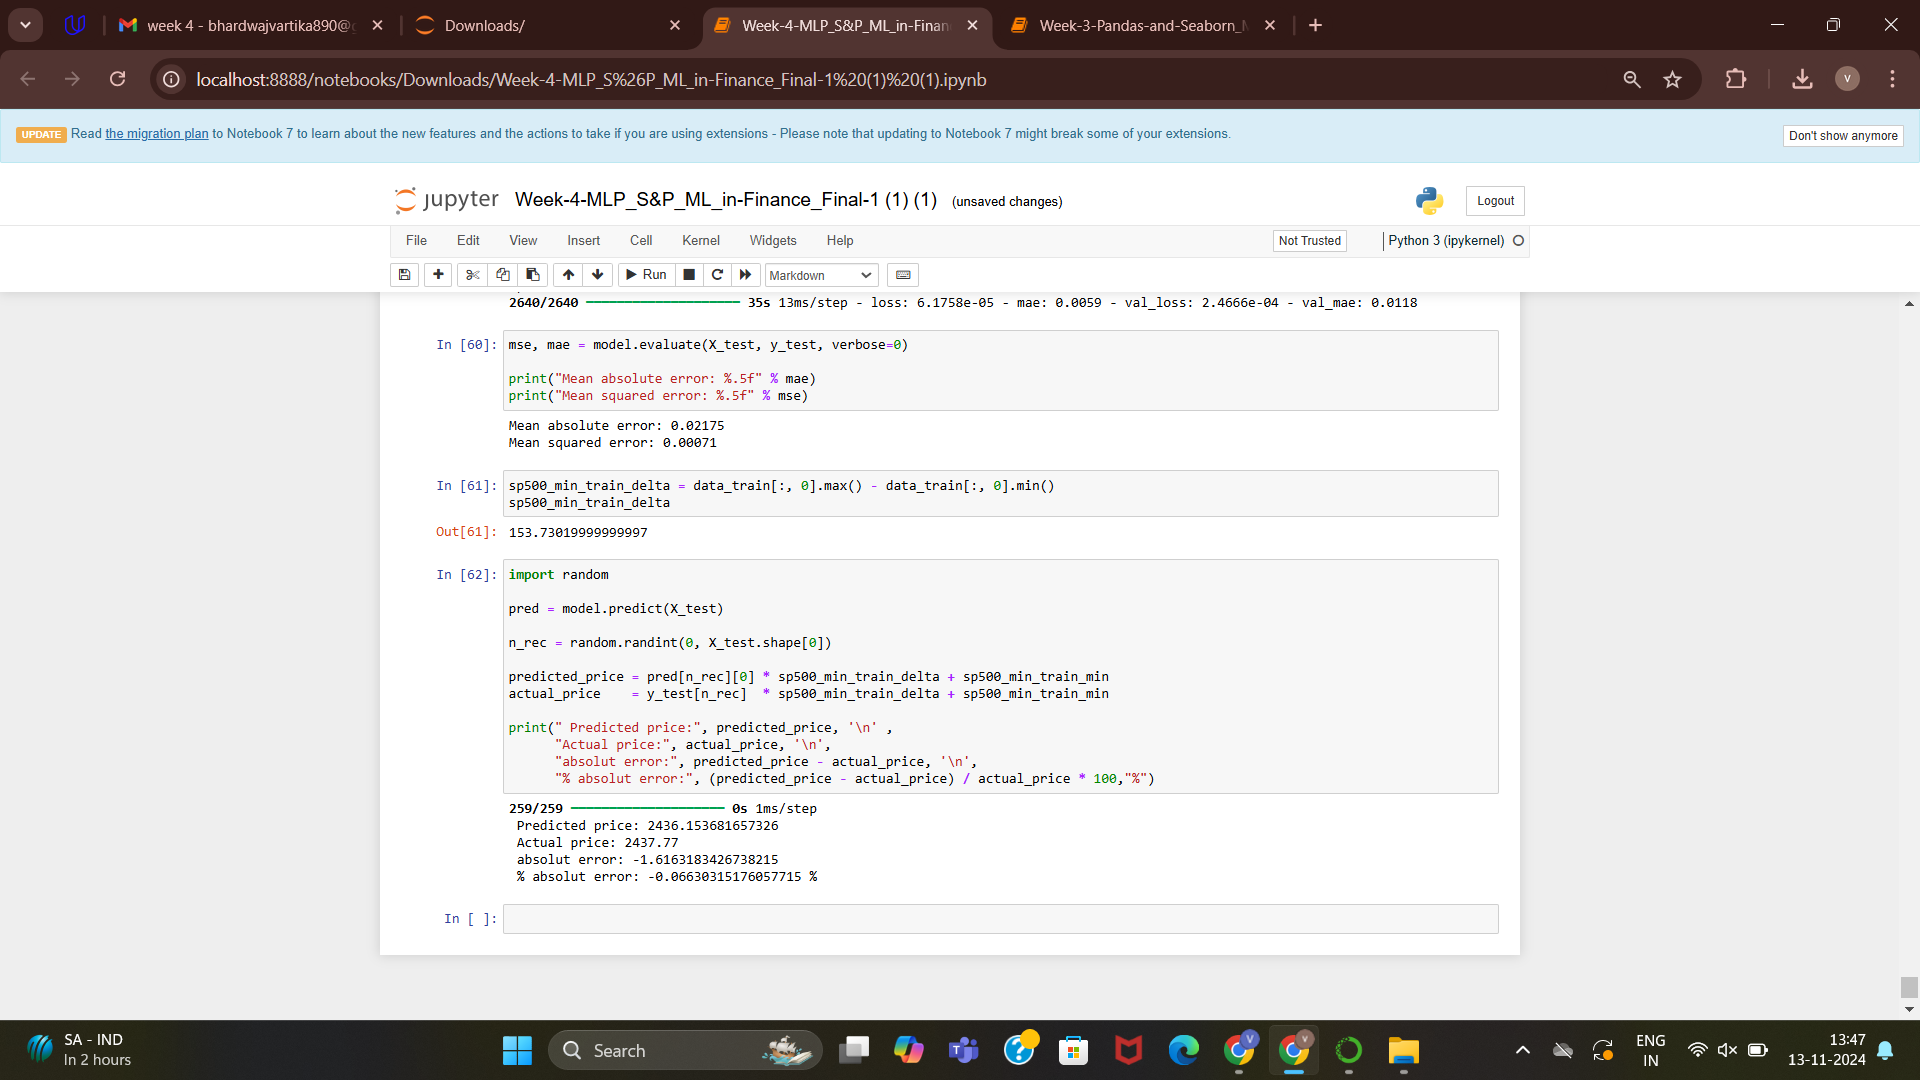 week 4 - bhardwajvartika890@g
Downloads/
Week-4-MLP_S&P_ML_in-Finan
Week-3-Pandas-and-Seaborn_M
localhost:8888/notebooks/Downloads/Week-4-MLP_S%26P_ML_in-Finance_Final-1%20(1)%20(1).ipynb
V
UPDATE Read the migration plan to Notebook 7 to learn about the new features and the actions to take if you are using extensions - Please note that updating to Notebook 7 might break some of your extensions.
Don't show anymore
jupyter Week-4-MLP_S&P_ML_in-Finance_Final-1 (1) (1) (unsaved changes)
Logout
File Edit View Insert Cell Kernel Widgets Help
Not Trusted
Python 3 (ipykernel)
Run
Markdown
2640/2640 35s 13ms/step - loss: 6.1758e-05 - mae: 0.0059 - val_loss: 2.4666e-04 - val_mae: 0.0118
In [60]: mse, mae = model.evaluate(X_test, y_test, verbose=0)
print("Mean absolute error: %.5f" % mae)
print("Mean squared error: %.5f" % mse)
Mean absolute error: 0.02175
Mean squared error: 0.00071
In [61]: sp500_min_train_delta = data_train[:, 0].max() - data_train[:, 0].min()
sp500_min_train_delta
Out[61]: 153.73019999999997
In [62]: import random
pred = model.predict(X_test)
n_rec = random.randint(0, X_test.shape[0])
predicted_price = pred[n_rec][0] * sp500_min_train_delta + sp500_min_train_min
actual_price    = y_test[n_rec]  * sp500_min_train_delta + sp500_min_train_min
print(" Predicted price:", predicted_price, '\n' ,
"Actual price:", actual_price, '\n',
"absolut error:", predicted_price - actual_price, '\n',
"% absolut error:", (predicted_price - actual_price) / actual_price * 100,"%")
259/259 0s 1ms/step
Predicted price: 2436.153681657326
Actual price: 2437.77
absolut error: -1.6163183426738215
% absolut error: -0.06630315176057715 %
In [ ]:
SA - IND
In 2 hours
Search
ENG
IN
13:47
13-11-2024